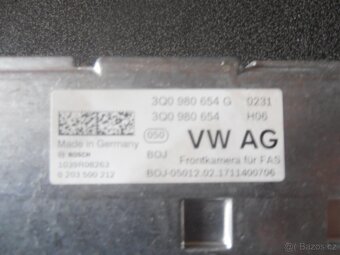 3Q0 980 654 G 0231
3Q0 980 654 H06
Made in Germany 050 VW AG
BOSCH BOJ Frontkamera für FAS
1039H08263
0 203 500 212 BOJ-05012.02.1711400706